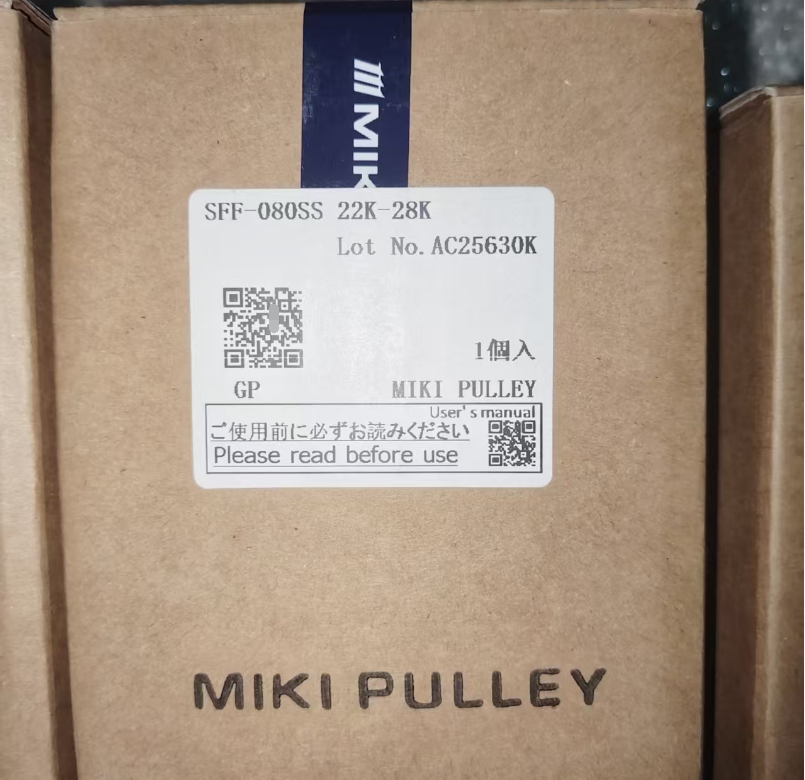 MIK
SFF-080SS 22K-28K
Lot No. AC25630K
1個入
GP
MIKI PULLEY
User's manual
ご使用前に必ずお読みください
Please read before use
MIKI PULLEY